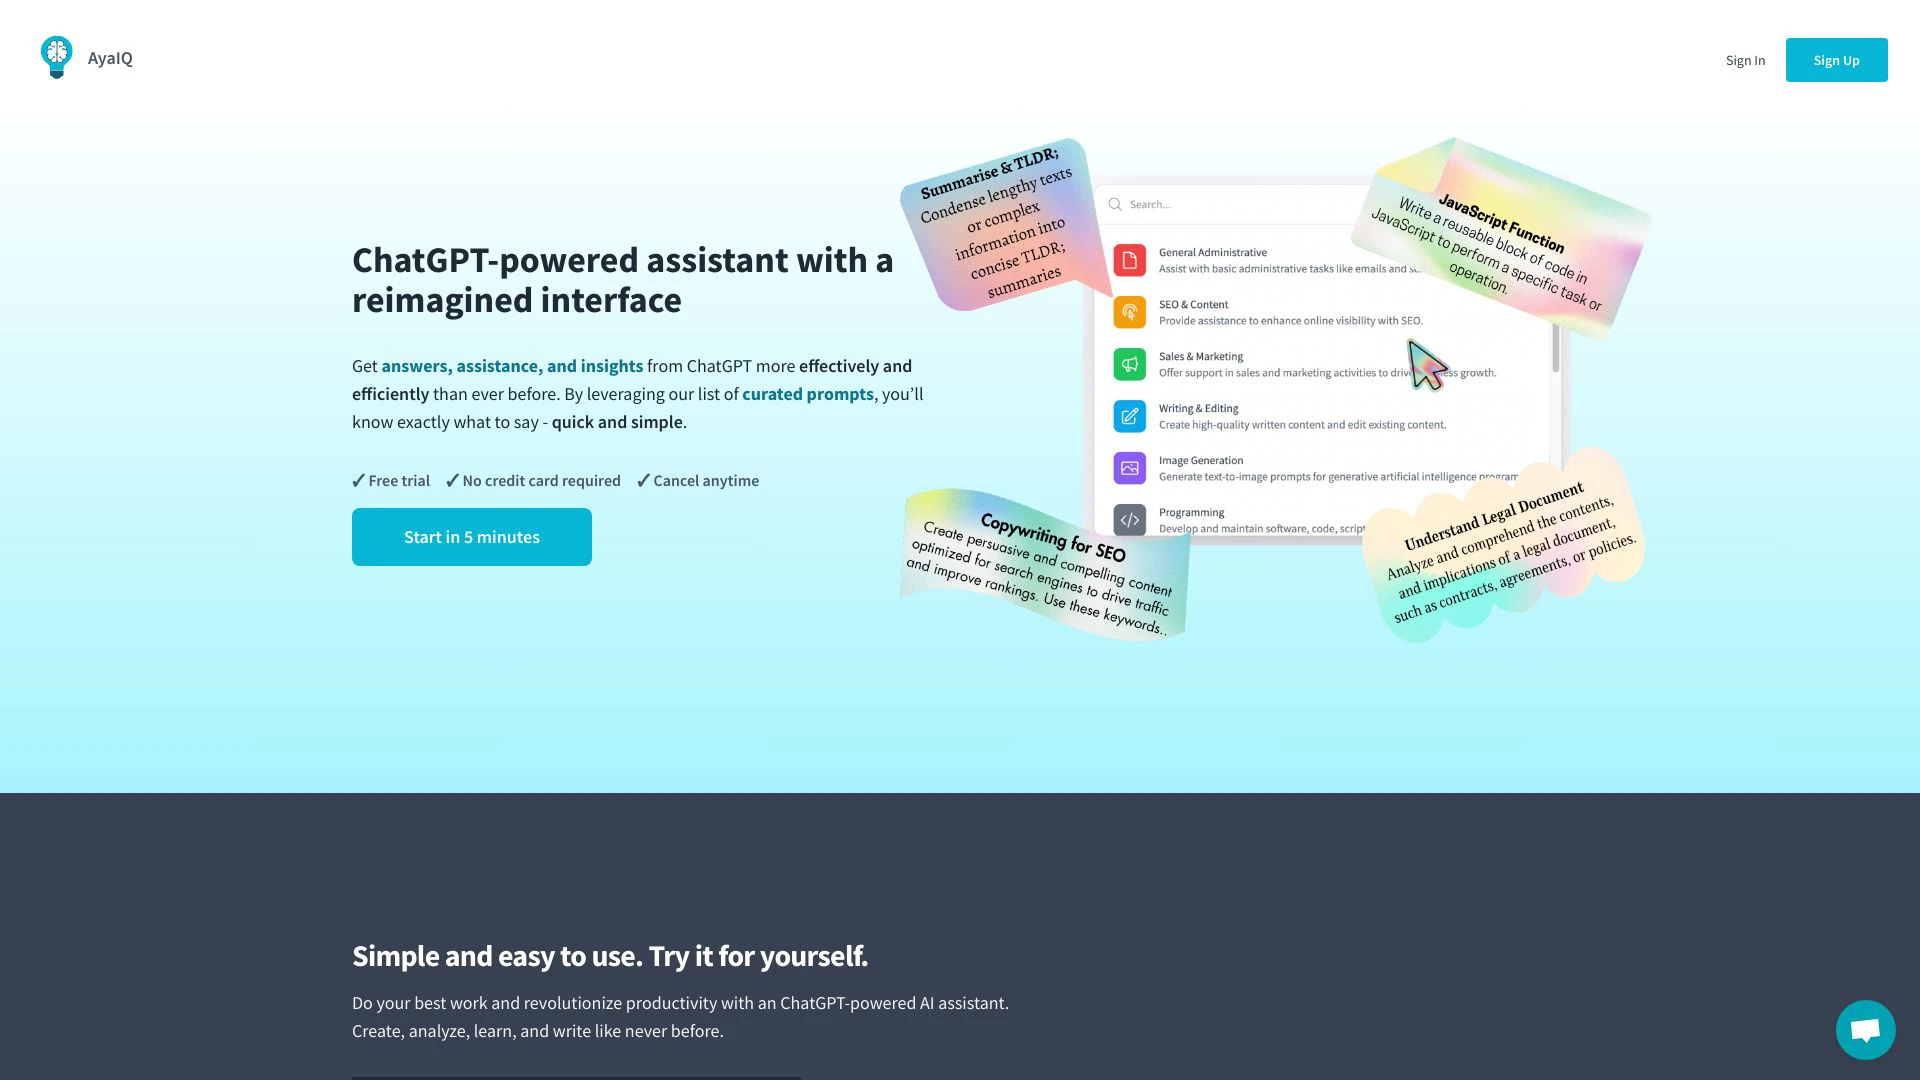 AyaIQ
Sign In
Sign Up
ChatGPT-powered assistant with a
reimagined interface
Get answers, assistance, and insights from ChatGPT more effectively and
efficiently than ever before. By leveraging our list of curated prompts, you'll
know exactly what to say - quick and simple.
✓ Free trial ✓ No credit card required ✓ Cancel anytime
Start in 5 minutes
Summarise & TLDR;
Condense lengthy texts
or complex
information into
concise TLDR;
summaries
Search...
General Administrative
Assist with basic administrative tasks like emails and
SEO & Content
Provide assistance to enhance online visibility with SEO.
Sales & Marketing
Offer support in sales and marketing activities to growth.
Writing & Editing
Create high-quality written content and edit existing content.
Image Generation
Generate text-to-image prompts for generative artificial intelligence
Programming
Develop and maintain software, code,
JavaScript Function
Write a reusable block of code in
JavaScript to perform a specific task or
operation.
Copywriting for SEO
Create persuasive and compelling content
optimized for search engines to drive traffic
and improve rankings. Use these keywords..
Understand Legal Document
Analyze and comprehend the contents,
and implications of a legal document,
such as contracts, agreements, or policies.
Simple and easy to use. Try it for yourself.
Do your best work and revolutionize productivity with an ChatGPT-powered AI assistant.
Create, analyze, learn, and write like never before.